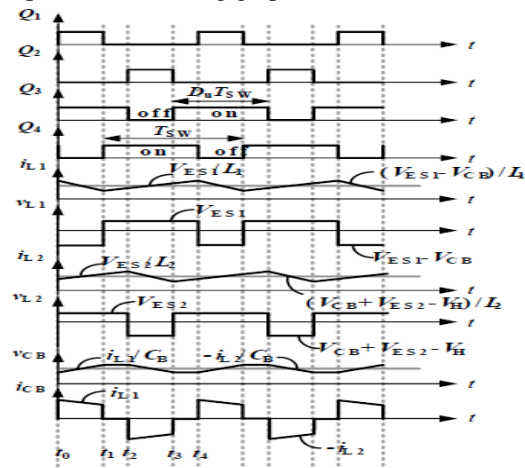 Q1 t
Q2 t
Q3 DuTSW off on t
Q4 TSW on off t
iL1 VES1/L1 (VES1-VCB)/L1 t
vL1 VES1 t
VES1-VCB
iL2 VES2/L2 t
(VCB+VES2-VH)/L2
vL2 VES2 t
VCB+VES2-VH
vCB iL1/CB -iL2/CB t
iCB iL1 t
-iL2
t0 t1 t2 t3 t4